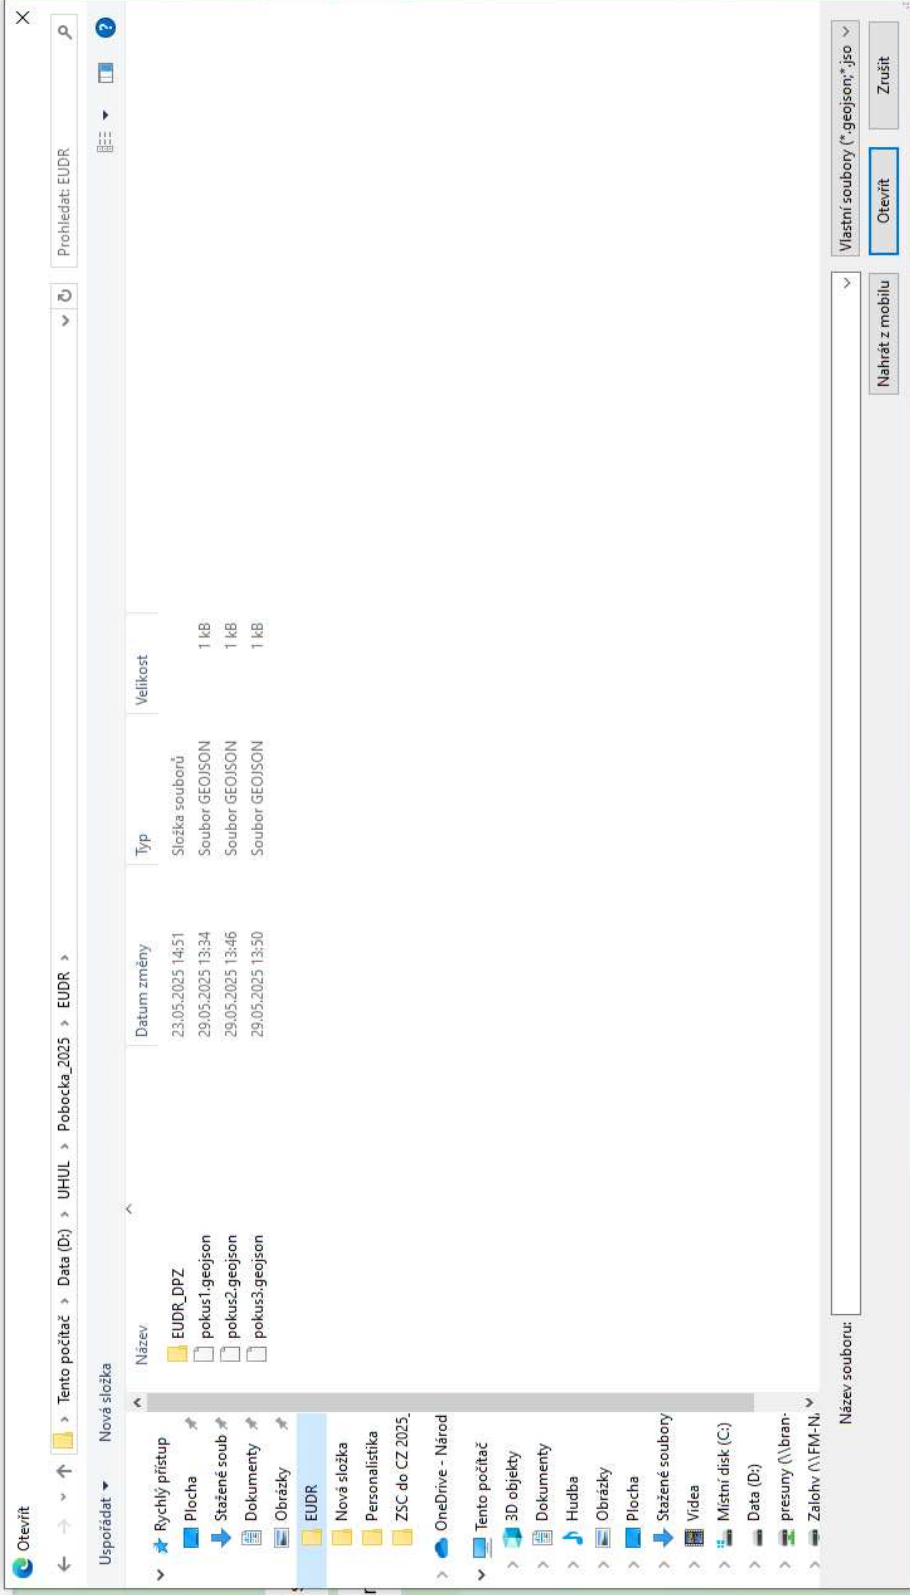 Otevřít
Tento počítač > Data (D:) > UHUL > Pobocka_2025 > EUDR >
Prohledat: EUDR
Uspořádat
Nová složka
Rychlý přístup
Plocha
Stažené soub
Dokumenty
Obrázky
EUDR
Nová složka
Personalistika
ZSC do CZ 2025_
OneDrive - Národ
Tento počítač
3D objekty
Dokumenty
Hudba
Obrázky
Plocha
Stažené soubory
Videa
Místní disk (C:)
Data (D:)
presuny (\\bran-
Zalohy (\\FM-N
Název Datum změny Typ Velikost
EUDR_DPZ 23.05.2025 14:51 Složka souborů
pokus1.geojson 29.05.2025 13:34 Soubor GEOJSON 1 kB
pokus2.geojson 29.05.2025 13:46 Soubor GEOJSON 1 kB
pokus3.geojson 29.05.2025 13:50 Soubor GEOJSON 1 kB
Název souboru:
Vlastní soubory (*.geojson;*.jso
Nahrát z mobilu
Otevřít
Zrušit